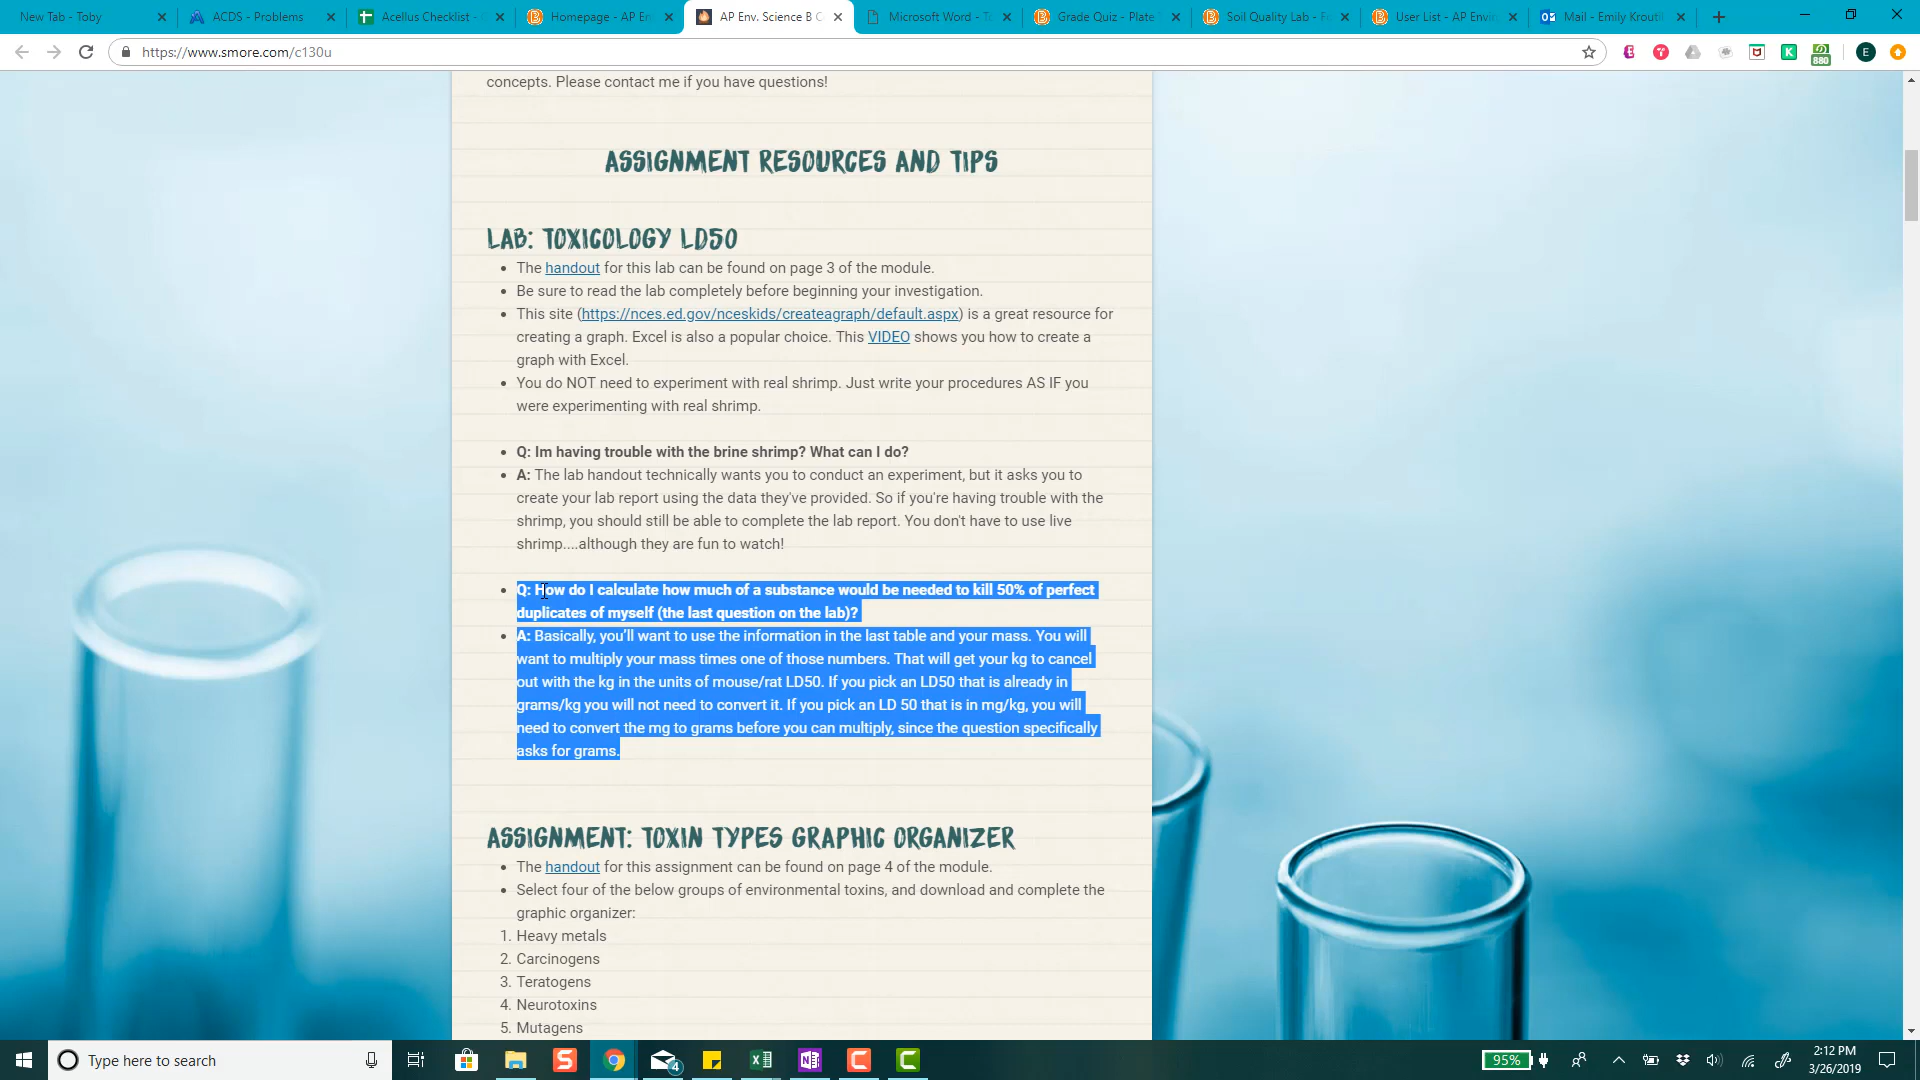 New Tab - Toby
ACDS - Problems
Acellus Checklist -
Homepage - AP En
AP Env. Science B C
Microsoft Word - T
Grade Quiz - Plate
Soil Quality Lab - F
User List - AP Envi
Mail - Emily Krouti
https://www.smore.com/c130u
880
E
concepts. Please contact me if you have questions!
ASSIGNMENT RESOURCES AND TIPS
LAB: TOXICOLOGY LD50
The handout for this lab can be found on page 3 of the module.
Be sure to read the lab completely before beginning your investigation.
This site (https://nces.ed.gov/nceskids/createagraph/default.aspx) is a great resource for
creating a graph. Excel is also a popular choice. This VIDEO shows you how to create a
graph with Excel.
You do NOT need to experiment with real shrimp. Just write your procedures AS IF you
were experimenting with real shrimp.
Q: Im having trouble with the brine shrimp? What can I do?
A: The lab handout technically wants you to conduct an experiment, but it asks you to
create your lab report using the data they've provided. So if you're having trouble with the
shrimp, you should still be able to complete the lab report. You don't have to use live
shrimp....although they are fun to watch!
Q: How do I calculate how much of a substance would be needed to kill 50% of perfect
duplicates of myself (the last question on the lab)?
A: Basically, you'll want to use the information in the last table and your mass. You will
want to multiply your mass times one of those numbers. That will get your kg to cancel
out with the kg in the units of mouse/rat LD50. If you pick an LD50 that is already in
grams/kg you will not need to convert it. If you pick an LD 50 that is in mg/kg, you will
need to convert the mg to grams before you can multiply, since the question specifically
asks for grams.
ASSIGNMENT: TOXIN TYPES GRAPHIC ORGANIZER
The handout for this assignment can be found on page 4 of the module.
Select four of the below groups of environmental toxins, and download and complete the
graphic organizer:
1. Heavy metals
2. Carcinogens
3. Teratogens
4. Neurotoxins
5. Mutagens
Type here to search
4
95%
2:12 PM
3/26/2019